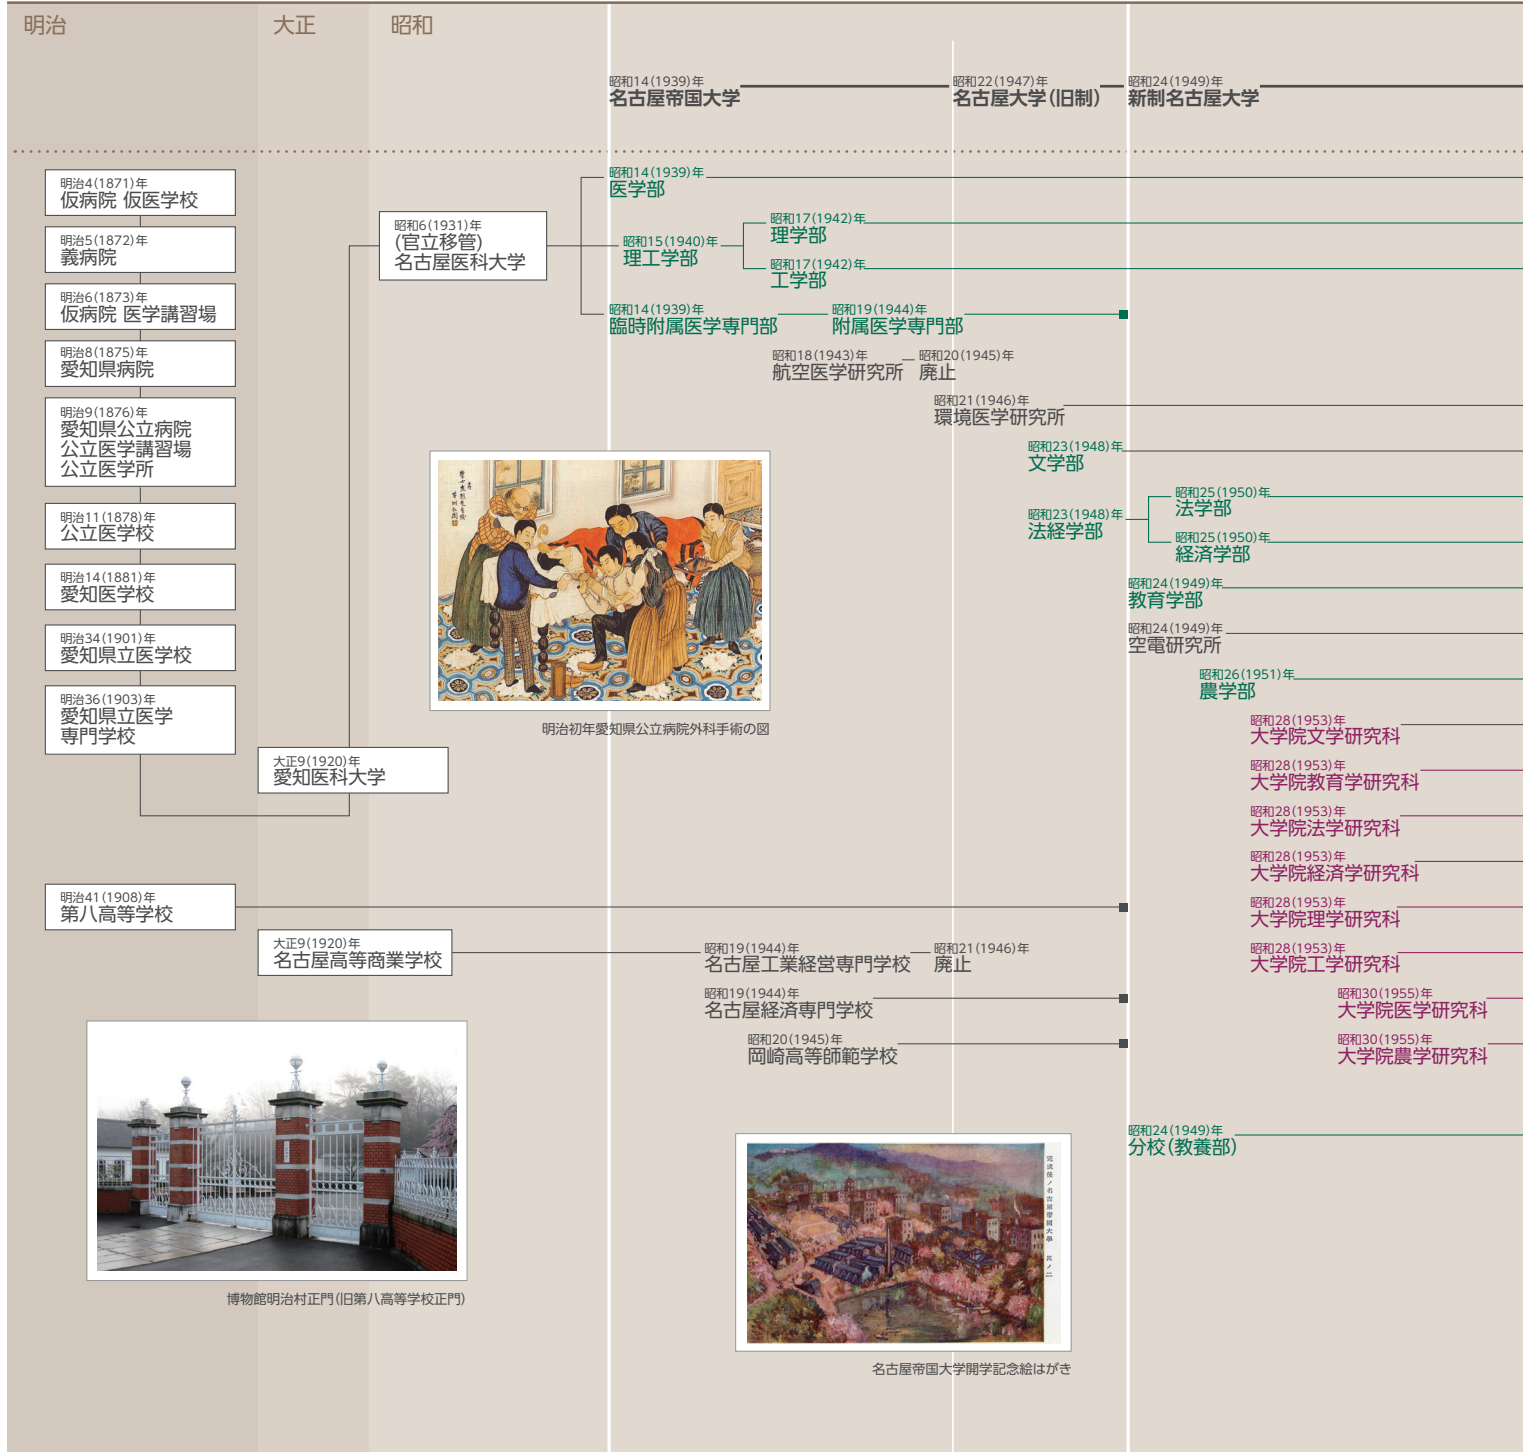 明治
大正
昭和
昭和14(1939)年
名古屋帝国大学
昭和22(1947)年
名古屋大学(旧制)
昭和24(1949)年
新制名古屋大学
明治4(1871)年
仮病院 仮医学校
明治5(1872)年
義病院
明治6(1873)年
仮病院 医学講習場
明治8(1875)年
愛知県病院
明治9(1876)年
愛知県公立病院
公立医学講習場
公立医学所
明治11(1878)年
公立医学校
明治14(1881)年
愛知医学校
明治34(1901)年
愛知県立医学校
明治36(1903)年
愛知県立医学
専門学校
大正9(1920)年
愛知医科大学
昭和6(1931)年
(官立移管)
名古屋医科大学
昭和14(1939)年
医学部
昭和15(1940)年
理工学部
昭和17(1942)年
理学部
昭和17(1942)年
工学部
昭和14(1939)年
臨時附属医学専門部
昭和19(1944)年
附属医学専門部
昭和18(1943)年
航空医学研究所
昭和20(1945)年
廃止
昭和21(1946)年
環境医学研究所
昭和23(1948)年
文学部
昭和23(1948)年
法経学部
昭和25(1950)年
法学部
昭和25(1950)年
経済学部
昭和24(1949)年
教育学部
昭和24(1949)年
空電研究所
昭和26(1951)年
農学部
昭和28(1953)年
大学院文学研究科
昭和28(1953)年
大学院教育学研究科
昭和28(1953)年
大学院法学研究科
昭和28(1953)年
大学院経済学研究科
昭和28(1953)年
大学院理学研究科
昭和28(1953)年
大学院工学研究科
昭和30(1955)年
大学院医学研究科
昭和30(1955)年
大学院農学研究科
明治初年愛知県公立病院外科手術の図
明治41(1908)年
第八高等学校
大正9(1920)年
名古屋高等商業学校
昭和19(1944)年
名古屋工業経営専門学校
昭和21(1946)年
廃止
昭和19(1944)年
名古屋経済専門学校
昭和20(1945)年
岡崎高等師範学校
昭和24(1949)年
分校(教養部)
博物館明治村正門(旧第八高等学校正門)
完成後ノ名古屋帝国大學 其ノ二
名古屋帝国大学開学記念絵はがき